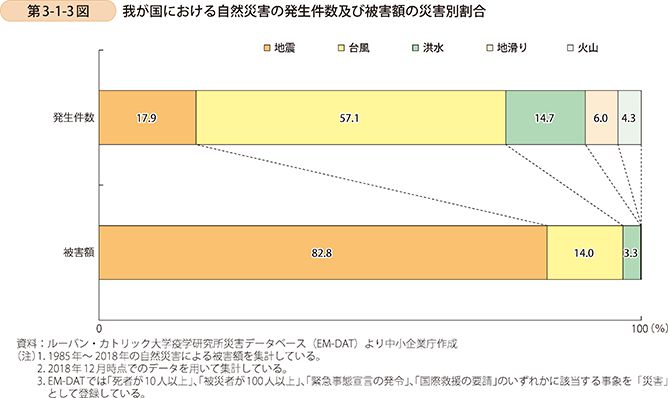 第3-1-3図 我が国における自然災害の発生件数及び被害額の災害別割合
地震 台風 洪水 地滑り 火山
発生件数 17.9 57.1 14.7 6.0 4.3
被害額 82.8 14.0 3.3
0 100 (%)
資料：ルーバン・カトリック大学疫学研究所災害データベース（EM-DAT）より中小企業庁作成
（注）1. 1985年～2018年の自然災害による被害額を集計している。
2. 2018年12月時点でのデータを用いて集計している。
3. EM-DATでは「死者が10人以上」、「被災者が100人以上」、「緊急事態宣言の発令」、「国際救援の要請」のいずれかに該当する事象を「災害」
として登録している。